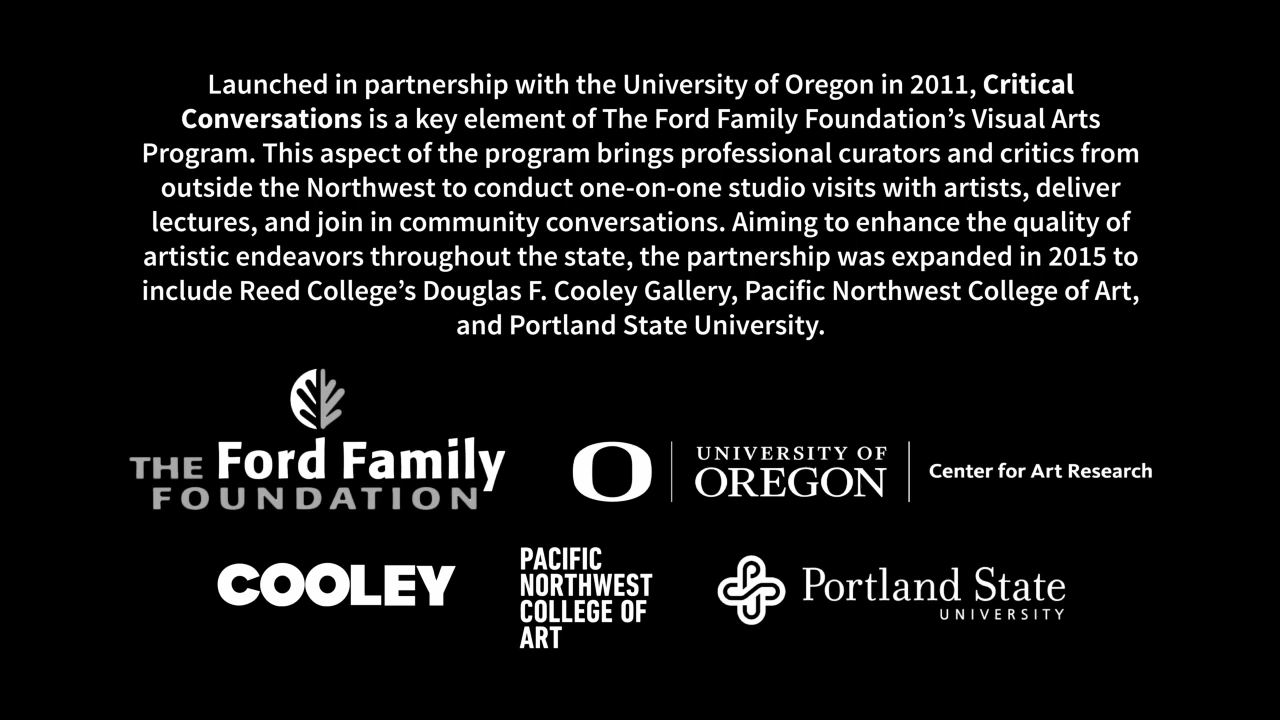 Launched in partnership with the University of Oregon in 2011, Critical
Conversations is a key element of The Ford Family Foundation’s Visual Arts
Program. This aspect of the program brings professional curators and critics from
outside the Northwest to conduct one-on-one studio visits with artists, deliver
lectures, and join in community conversations. Aiming to enhance the quality of
artistic endeavors throughout the state, the partnership was expanded in 2015 to
include Reed College’s Douglas F. Cooley Gallery, Pacific Northwest College of Art,
and Portland State University.
THE Ford Family
FOUNDATION
O
UNIVERSITY OF
OREGON
Center for Art Research
COOLEY
PACIFIC
NORTHWEST
COLLEGE OF
ART
Portland State
UNIVERSITY